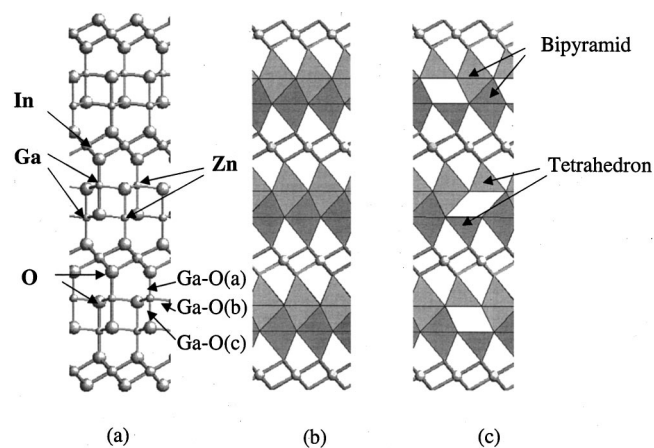 In
Ga
Zn
O
Ga-O(a)
Ga-O(b)
Ga-O(c)
Bipyramid
Tetrahedron
(a)
(b)
(c)